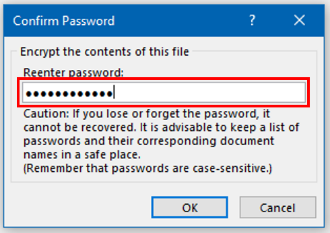 Confirm Password ? ×
Encrypt the contents of this file
Reenter password:
●●●●●●●●●●●●
Caution: If you lose or forget the password, it
cannot be recovered. It is advisable to keep a list of
passwords and their corresponding document
names in a safe place.
(Remember that passwords are case-sensitive.)
OK Cancel